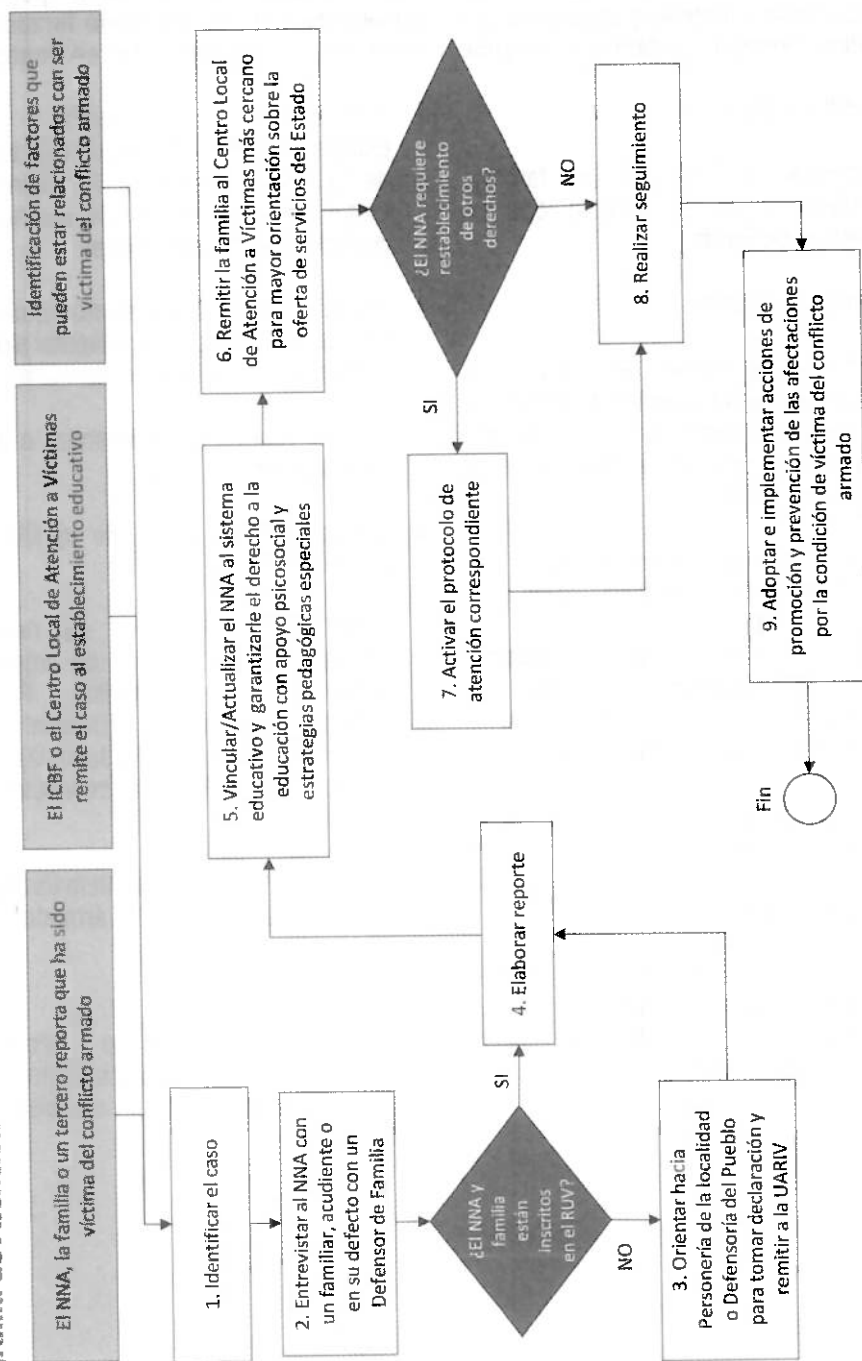 El NNA, la familia o un tercero reporta que ha sido
víctima del conflicto armado
El ICBF o el Centro Local de Atención a Víctimas
remite el caso al establecimiento educativo
Identificación de factores que
pueden estar relacionados con ser
víctima del conflicto armado
1. Identificar el caso
2. Entrevistar al NNA con
un familiar, acudiente o
en su defecto con un
Defensor de Familia
¿El NNA y
familia
están
inscritos
en el RUV?
SI
NO
3. Orientar hacia
Personería de la localidad
o Defensoría del Pueblo
para tomar declaración y
remitir a la UARIV
4. Elaborar reporte
5. Vincular/Actualizar el NNA al sistema
educativo y garantizarle el derecho a la
educación con apoyo psicosocial y
estrategias pedagógicas especiales
6. Remitir la familia al Centro Local
de Atención a Víctimas más cercano
para mayor orientación sobre la
oferta de servicios del Estado
¿El NNA requiere
restablecimiento
de otros
derechos?
SI
NO
7. Activar el protocolo de
atención correspondiente
8. Realizar seguimiento
9. Adoptar e implementar acciones de
promoción y prevención de las afectaciones
por la condición de víctima del conflicto
armado
Fin